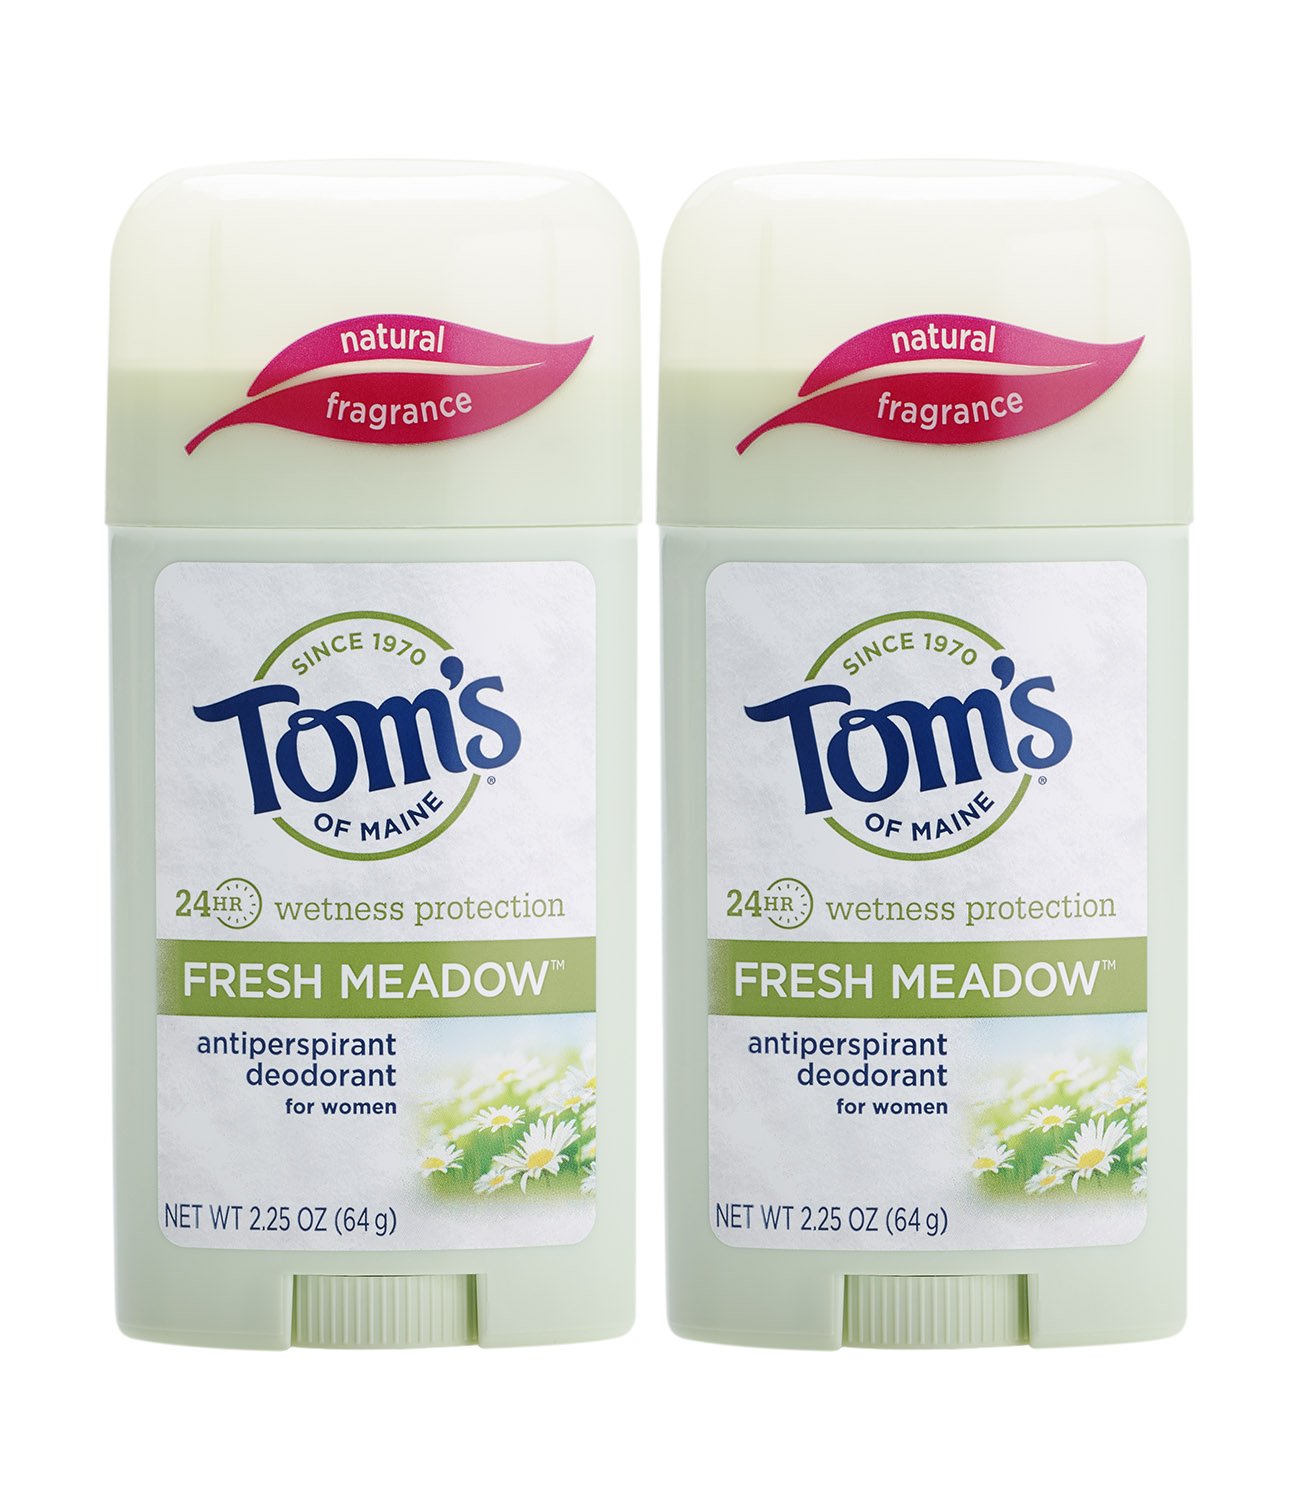 natural
fragrance
SINCE 1970
Tom's®
OF MAINE
24HR wetness protection
FRESH MEADOW™
antiperspirant
deodorant
for women
NET WT 2.25 OZ (64 g)
natural
fragrance
SINCE 1970
Tom's®
OF MAINE
24HR wetness protection
FRESH MEADOW™
antiperspirant
deodorant
for women
NET WT 2.25 OZ (64 g)